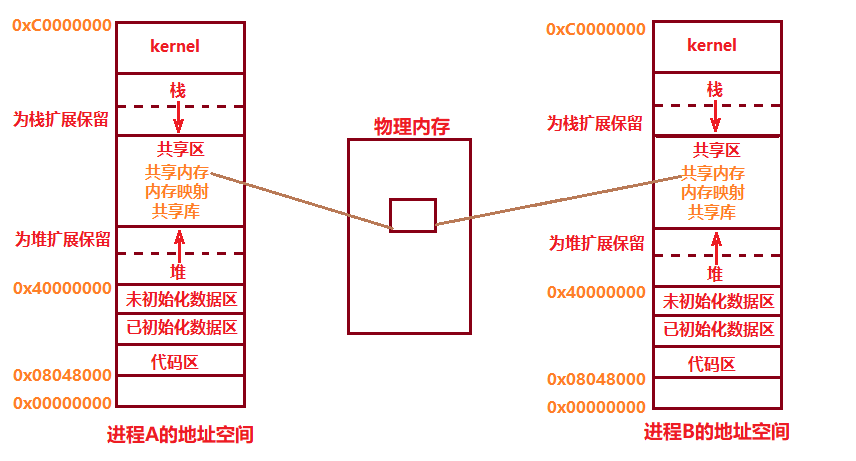 0xC0000000
kernel
栈
为栈扩展保留
共享区
共享内存
内存映射
共享库
为堆扩展保留
堆
0x40000000
未初始化数据区
已初始化数据区
代码区
0x08048000
0x00000000
进程A的地址空间
物理内存
0xC0000000
kernel
栈
为栈扩展保留
共享区
共享内存
内存映射
共享库
为堆扩展保留
堆
0x40000000
未初始化数据区
已初始化数据区
代码区
0x08048000
0x00000000
进程B的地址空间